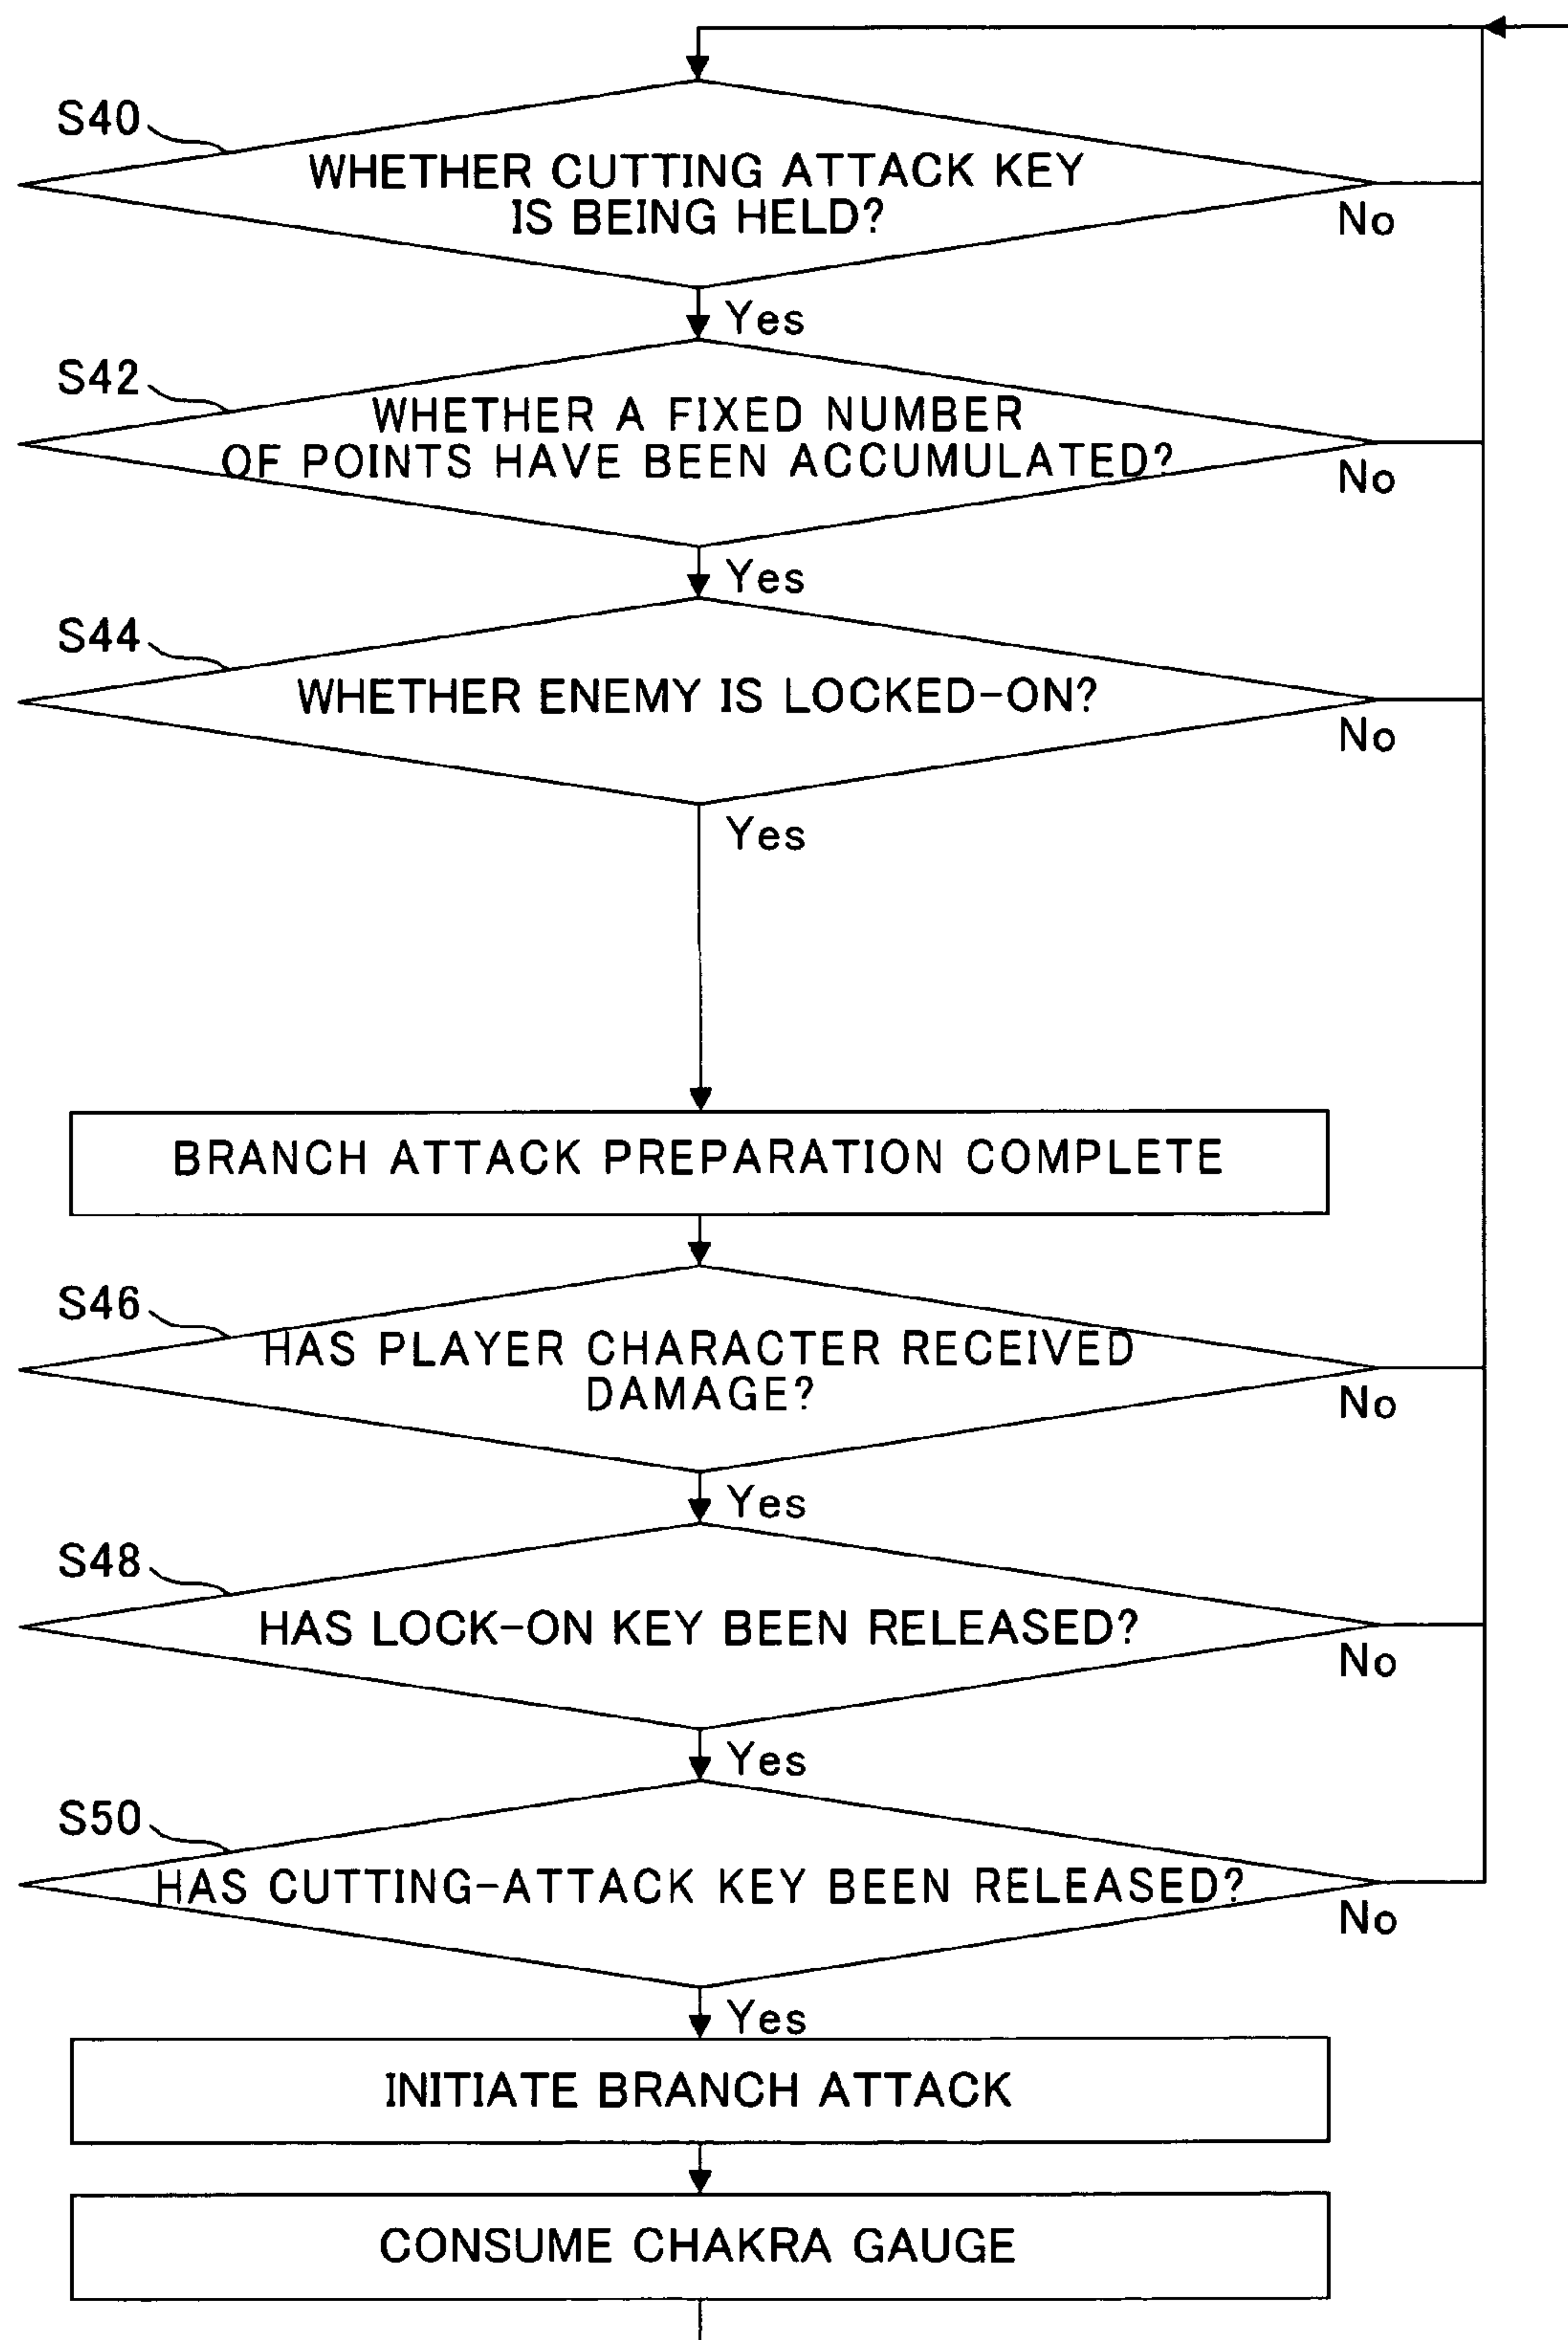 S40
WHETHER CUTTING ATTACK KEY
IS BEING HELD?
No
Yes
S42
WHETHER A FIXED NUMBER
OF POINTS HAVE BEEN ACCUMULATED?
No
Yes
S44
WHETHER ENEMY IS LOCKED-ON?
No
Yes
BRANCH ATTACK PREPARATION COMPLETE
S46
HAS PLAYER CHARACTER RECEIVED
DAMAGE?
No
Yes
S48
HAS LOCK-ON KEY BEEN RELEASED?
No
Yes
S50
HAS CUTTING-ATTACK KEY BEEN RELEASED?
No
Yes
INITIATE BRANCH ATTACK
CONSUME CHAKRA GAUGE